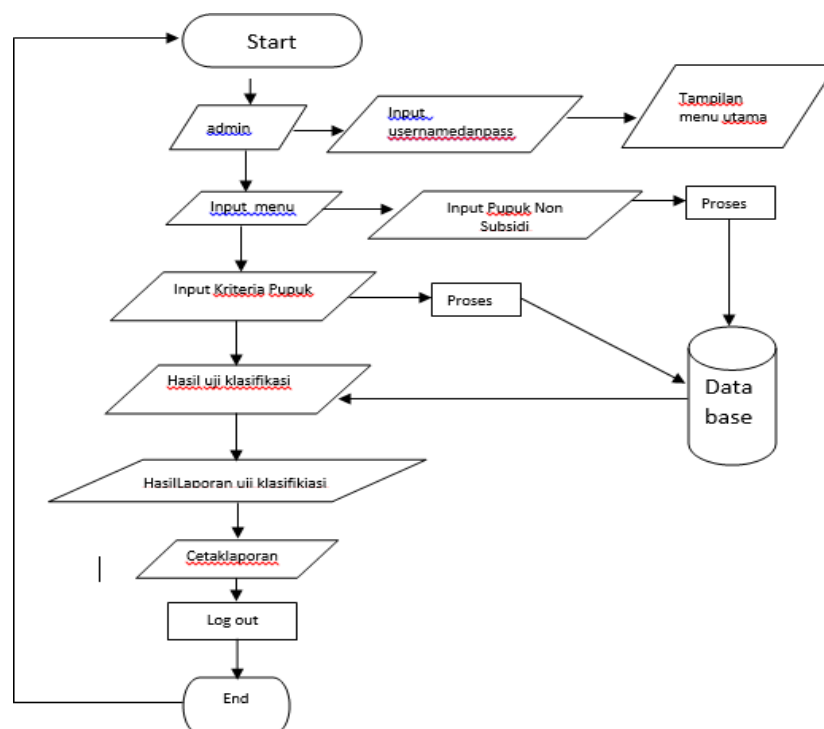 Start
admin
Input
usernamedanpass
Tampilan
menu utama
Input menu
Input Pupuk Non
Subsidi
Proses
Input Kriteria Pupuk
Proses
Hasil uji klasifikasi
Data
base
HasilLaporan uji klasifikiasi
Cetaklaporan
Log out
End